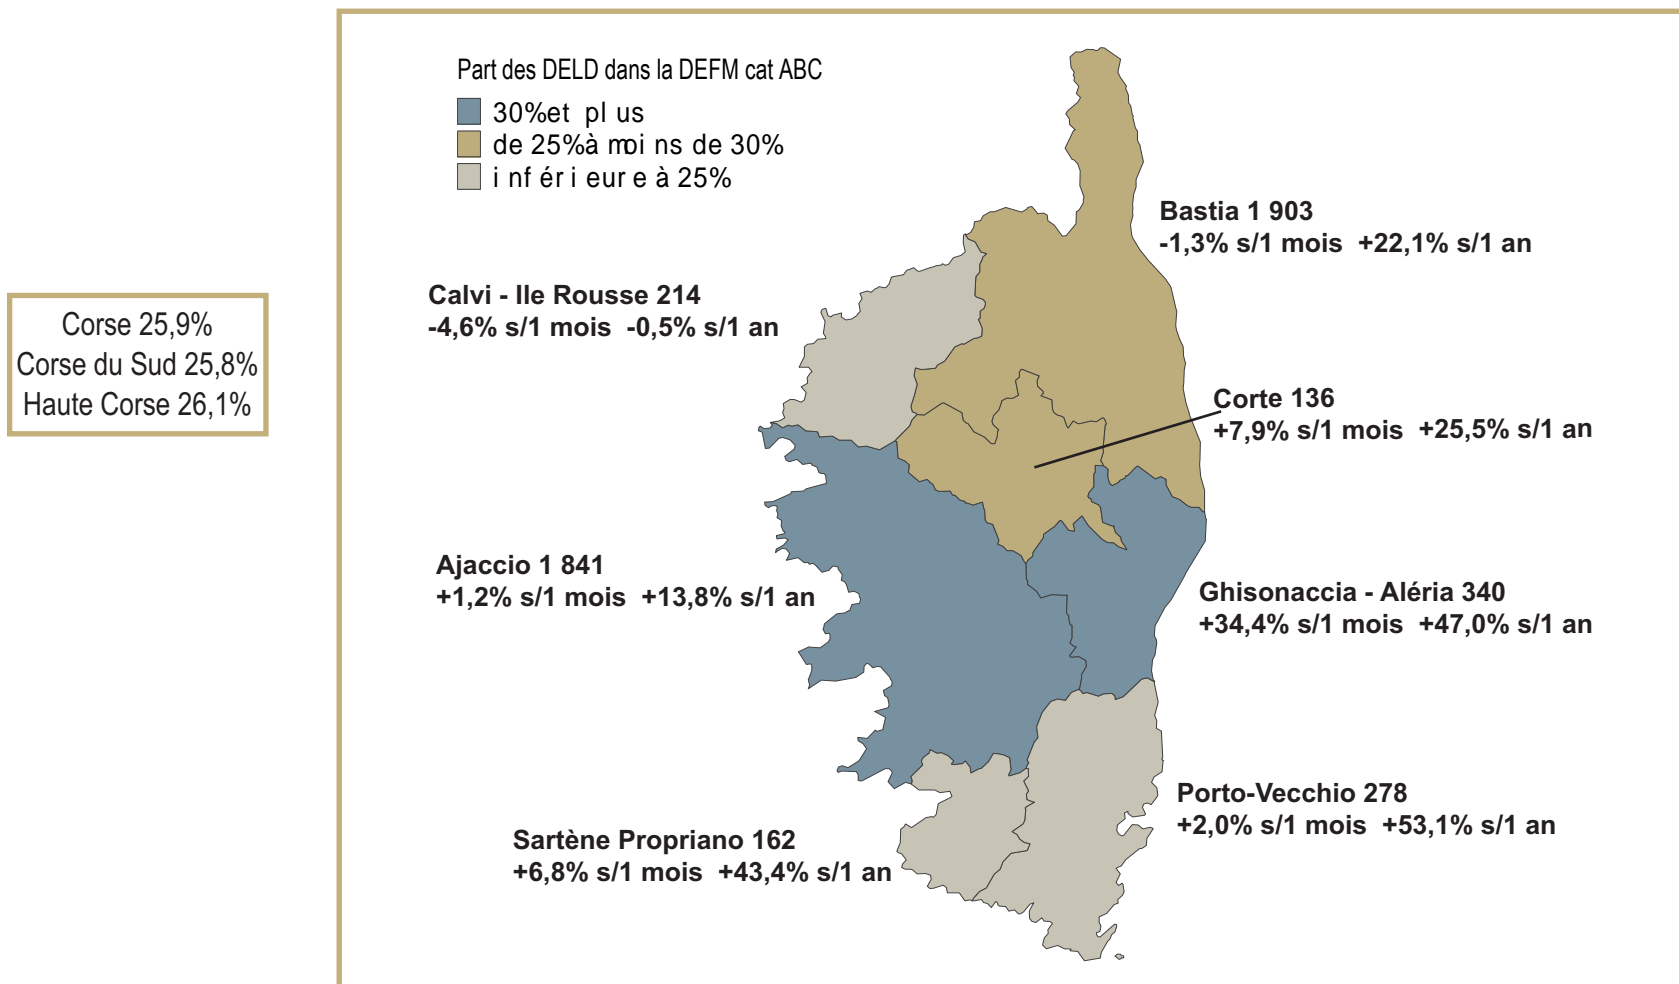 Part des DELD dans la DEFM cat ABC
30%et pl us
de 25%à moi ns de 30%
i nf ér i eur e à 25%
Bastia 1 903
-1,3% s/1 mois +22,1% s/1 an
Calvi - Ile Rousse 214
-4,6% s/1 mois -0,5% s/1 an
Corse 25,9%
Corse du Sud 25,8%
Haute Corse 26,1%
Corte 136
+7,9% s/1 mois +25,5% s/1 an
Ajaccio 1 841
+1,2% s/1 mois +13,8% s/1 an
Ghisonaccia - Aléria 340
+34,4% s/1 mois +47,0% s/1 an
Porto-Vecchio 278
+2,0% s/1 mois +53,1% s/1 an
Sartène Propriano 162
+6,8% s/1 mois +43,4% s/1 an